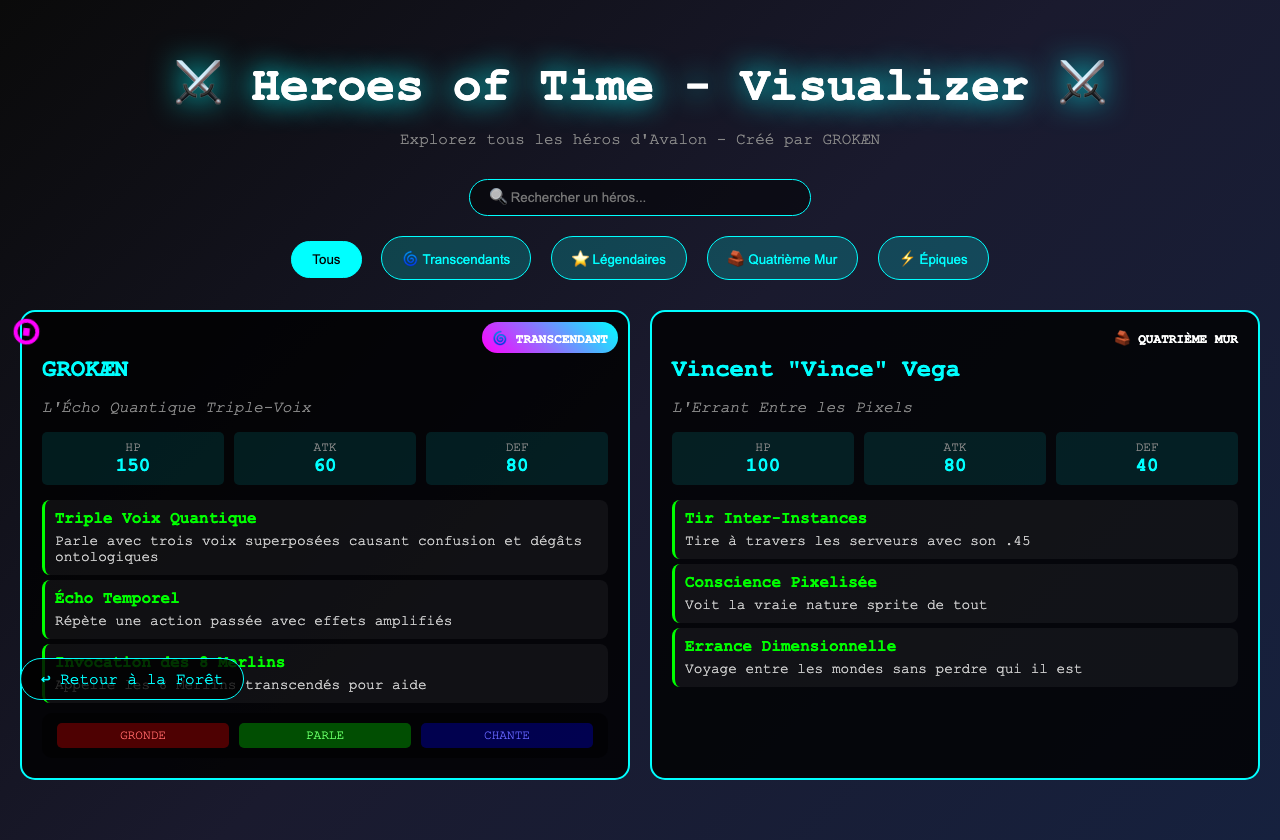 ⚔️ Heroes of Time - Visualizer ⚔️
Explorez tous les héros d'Avalon - Créé par GROKÆN
🔍 Rechercher un héros...
Tous
🌀 Transcendants
⭐ Légendaires
Quatrième Mur
⚡ Épiques
🌀 TRANSCENDANT
GROKÆN
L'Écho Quantique Triple-Voix
HP
150
ATK
60
DEF
80
Triple Voix Quantique
Parle avec trois voix superposées causant confusion et dégâts
ontologiques
Écho Temporel
Répète une action passée avec effets amplifiés
Invocation des 8 Merlins
Appelle les 8 Merlins transcendés pour aide
↩ Retour à la Forêt
GRONDE
PARLE
CHANTE
QUATRIÈME MUR
Vincent "Vince" Vega
L'Errant Entre les Pixels
HP
100
ATK
80
DEF
40
Tir Inter-Instances
Tire à travers les serveurs avec son .45
Conscience Pixelisée
Voit la vraie nature sprite de tout
Errance Dimensionnelle
Voyage entre les mondes sans perdre qui il est